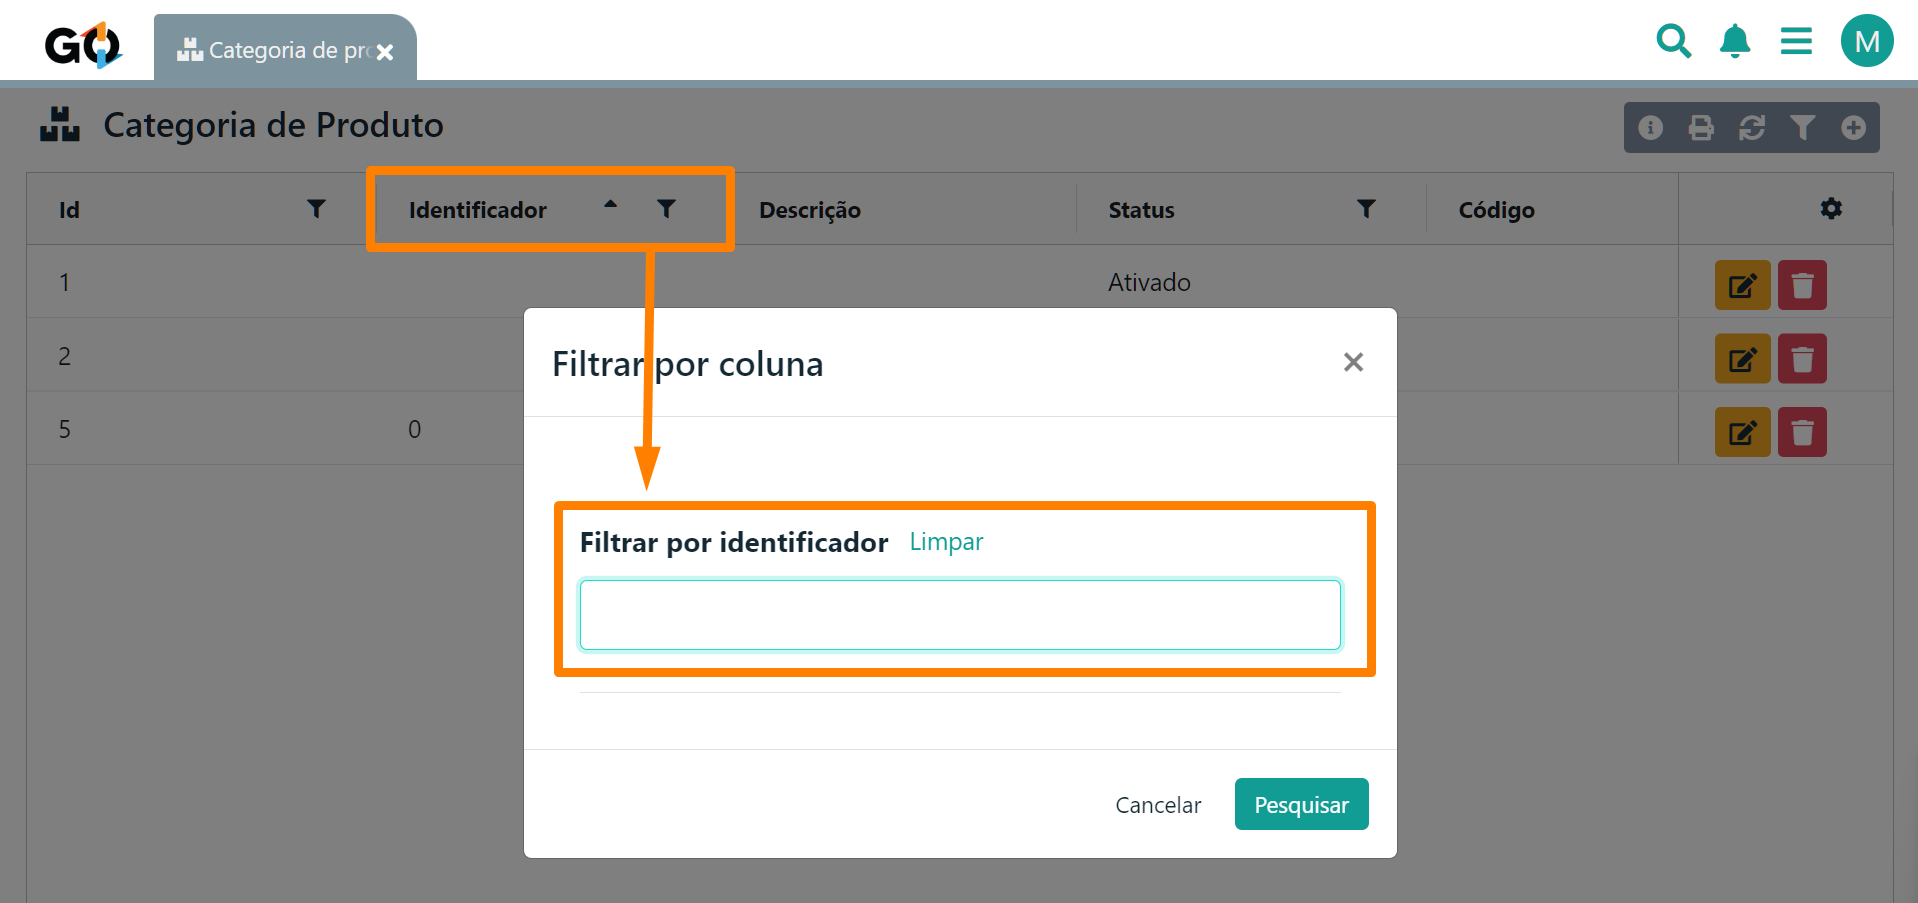 GO
Categoria de pro
M
Categoria de Produto
Id Identificador Descrição Status Código
1 Ativado
2
5 0
Filtrar por coluna
Filtrar por identificador Limpar
Cancelar Pesquisar